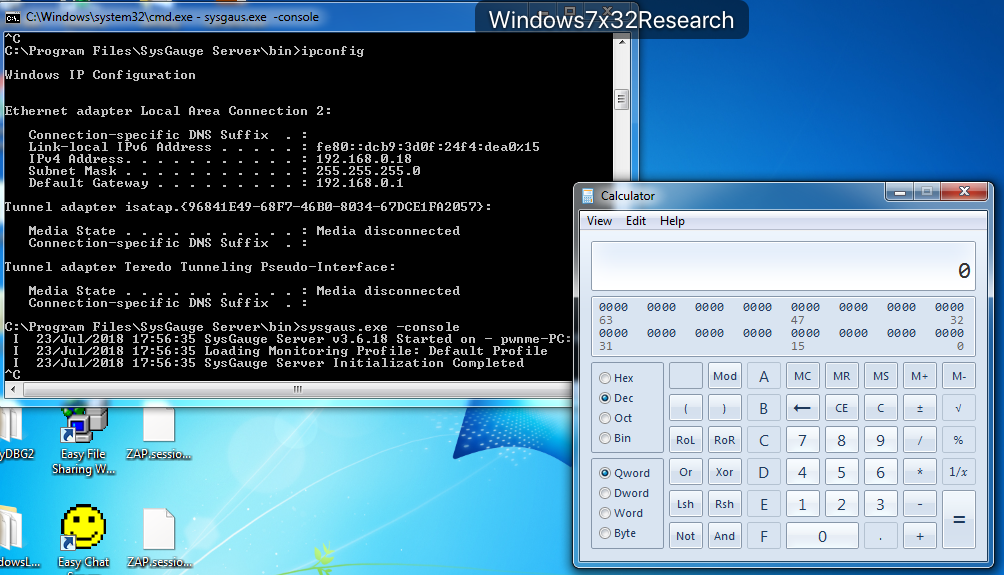 C:\Windows\system32\cmd.exe - sysgaus.exe  -console
Windows7x32Research
^C
C:\Program Files\SysGauge Server\bin>ipconfig
Windows IP Configuration
Ethernet adapter Local Area Connection 2:
   Connection-specific DNS Suffix  . :
   Link-local IPv6 Address . . . . . : fe80::dcb9:3d0f:24f4:dea0%15
   IPv4 Address. . . . . . . . . . . : 192.168.0.18
   Subnet Mask . . . . . . . . . . . : 255.255.255.0
   Default Gateway . . . . . . . . . : 192.168.0.1
Tunnel adapter isatap.{96841E49-68F7-46B0-8034-67DCE1FA2057}:
   Media State . . . . . . . . . . . : Media disconnected
   Connection-specific DNS Suffix  . :
Tunnel adapter Teredo Tunneling Pseudo-Interface:
   Media State . . . . . . . . . . . : Media disconnected
   Connection-specific DNS Suffix  . :
C:\Program Files\SysGauge Server\bin>sysgaus.exe -console
 I  23/Jul/2018 17:56:35 SysGauge Server v3.6.18 Started on - pwnme-PC:
 I  23/Jul/2018 17:56:35 Loading Monitoring Profile: Default Profile
 I  23/Jul/2018 17:56:35 SysGauge Server Initialization Completed
^C
Calculator
View Edit Help
0
0000 0000 0000 0000 0000 0000 0000 0000
63 47 32
0000 0000 0000 0000 0000 0000 0000 0000
31 15 0
Hex
Dec
Oct
Bin
Qword
Dword
Word
Byte
Mod A MC MR MS M+ M-
( ) B ← CE C ± √
RoL RoR C 7 8 9 / %
Or Xor D 4 5 6 * 1/x
Lsh Rsh E 1 2 3 - =
Not And F 0 . +
yDBG2
Easy File
Sharing W...
ZAP.sessio...
dowsL...
Easy Chat
ZAP.sessio...